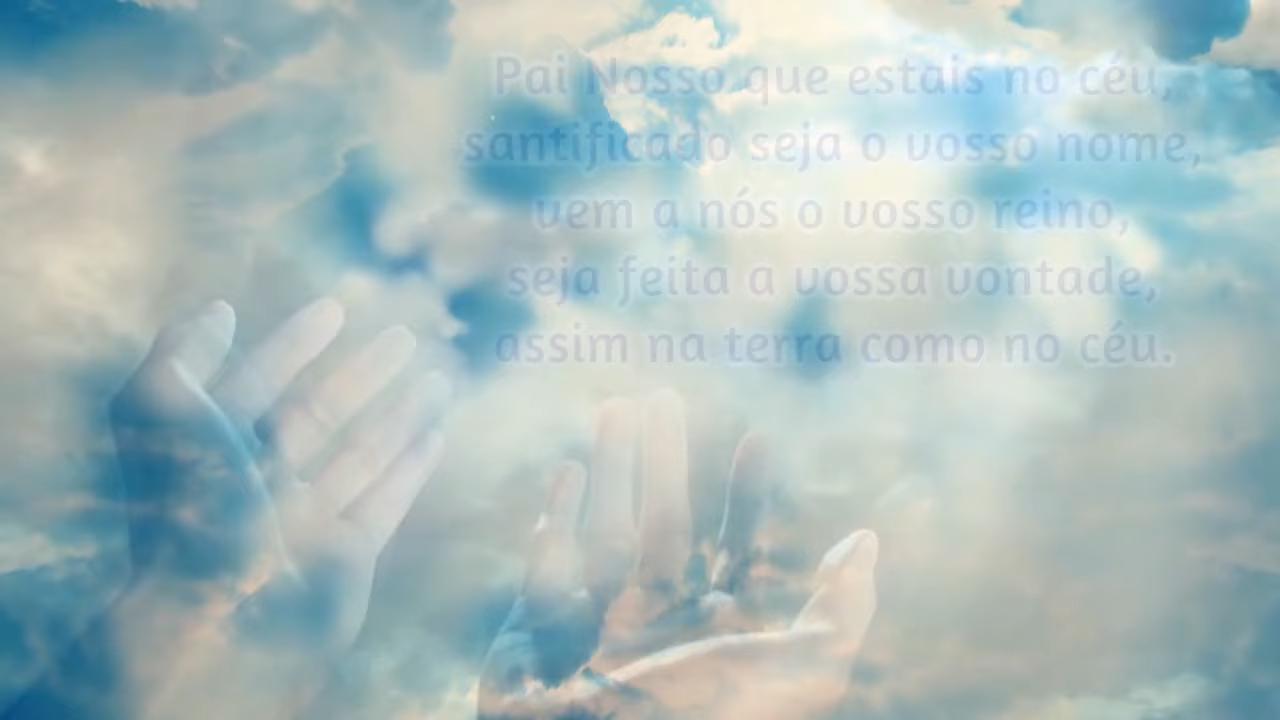 Pai Nosso que estais no céu,
santificado seja o vosso nome,
vem a nós o vosso reino,
seja feita a vossa vontade,
assim na terra como no céu.